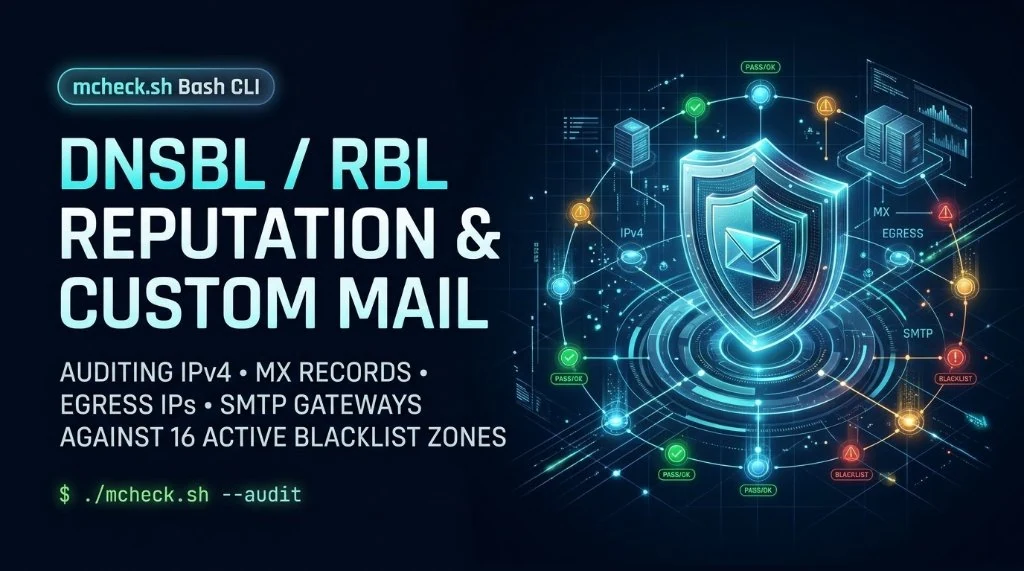 mcheck.sh Bash CLI
DNSBL / RBL
REPUTATION &
CUSTOM MAIL
AUDITING IPv4 • MX RECORDS •
EGRESS IPs • SMTP GATEWAYS
AGAINST 16 ACTIVE BLACKLIST ZONES
$ ./mcheck.sh --audit
PASS/OK
IPv4
MX
EGRESS
SMTP
PASS/OK
BLACKLIST
PASS/OK
PASS/OK